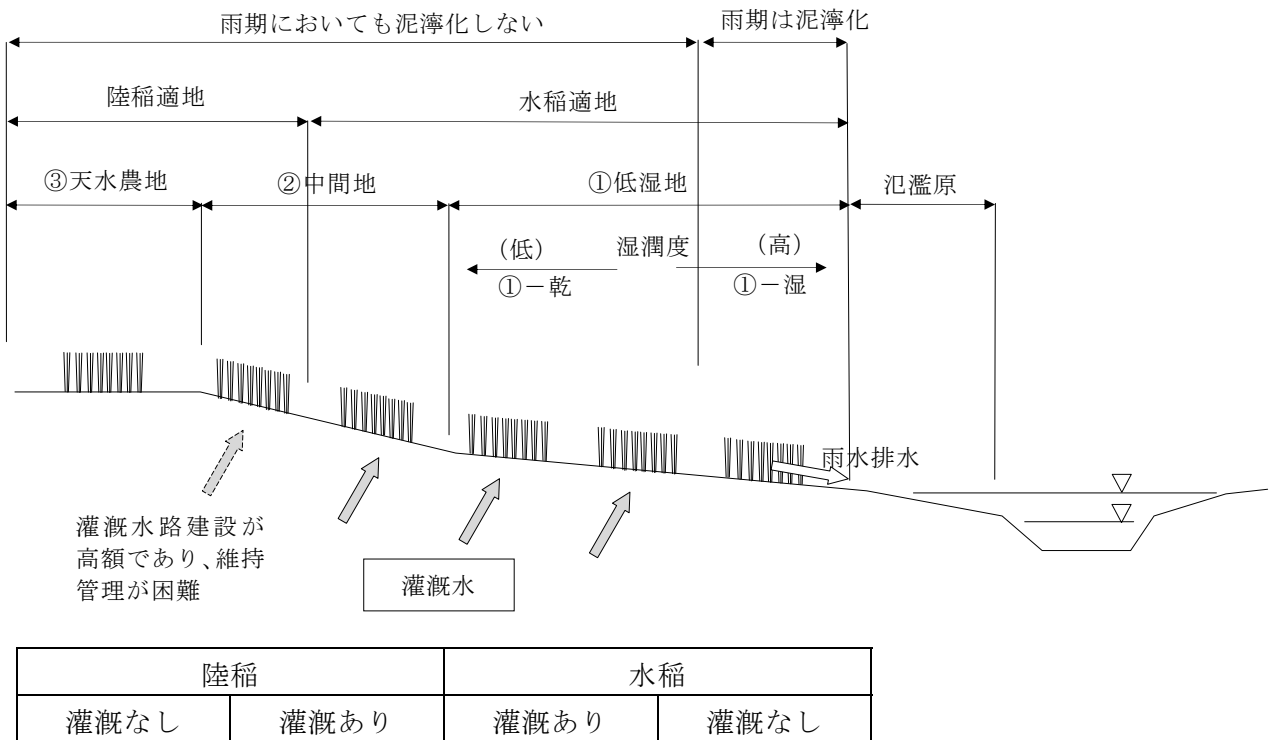 雨期においても泥濘化しない
雨期は泥濘化
陸稲適地
水稲適地
③天水農地
②中間地
①低湿地
氾濫原
(低)
湿潤度
(高)
①－乾
①－湿
雨水排水
灌漑水路建設が
高額であり、維持
管理が困難
灌漑水
陸稲
水稲
灌漑なし
灌漑あり
灌漑あり
灌漑なし